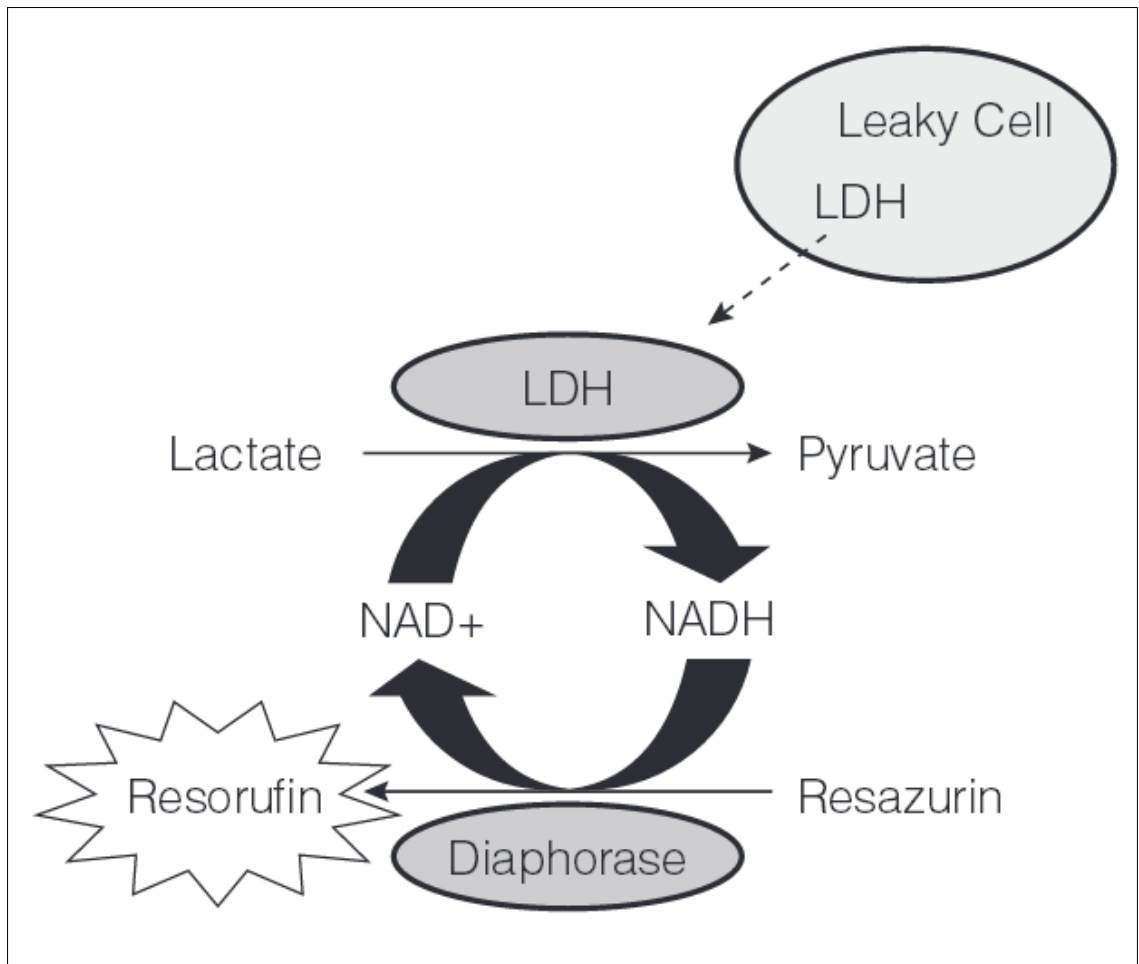 Leaky Cell
LDH
LDH
Lactate
Pyruvate
NAD+
NADH
Resorufin
Resazurin
Diaphorase